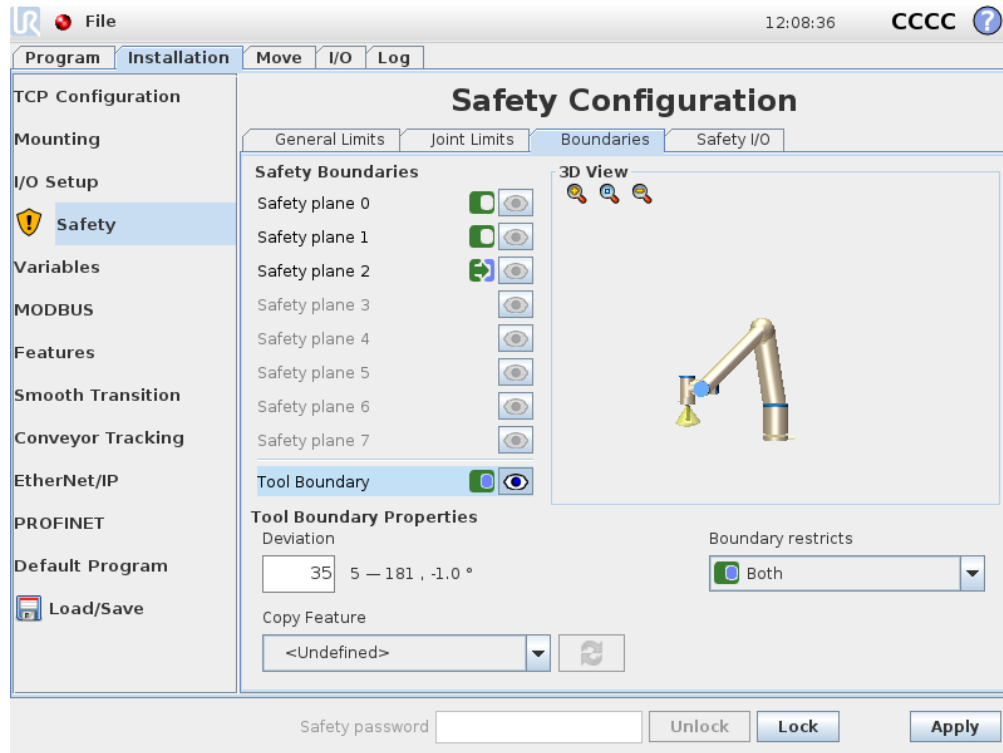 UR File 12:08:36 CCCC ?
Program Installation Move I/O Log
TCP Configuration
Mounting
I/O Setup
Safety
Variables
MODBUS
Features
Smooth Transition
Conveyor Tracking
EtherNet/IP
PROFINET
Default Program
Load/Save
Safety Configuration
General Limits Joint Limits Boundaries Safety I/O
Safety Boundaries
Safety plane 0
Safety plane 1
Safety plane 2
Safety plane 3
Safety plane 4
Safety plane 5
Safety plane 6
Safety plane 7
Tool Boundary
3D View
Tool Boundary Properties
Deviation
35 5 — 181 , -1.0 °
Boundary restricts
Both
Copy Feature
<Undefined>
Safety password Unlock Lock Apply